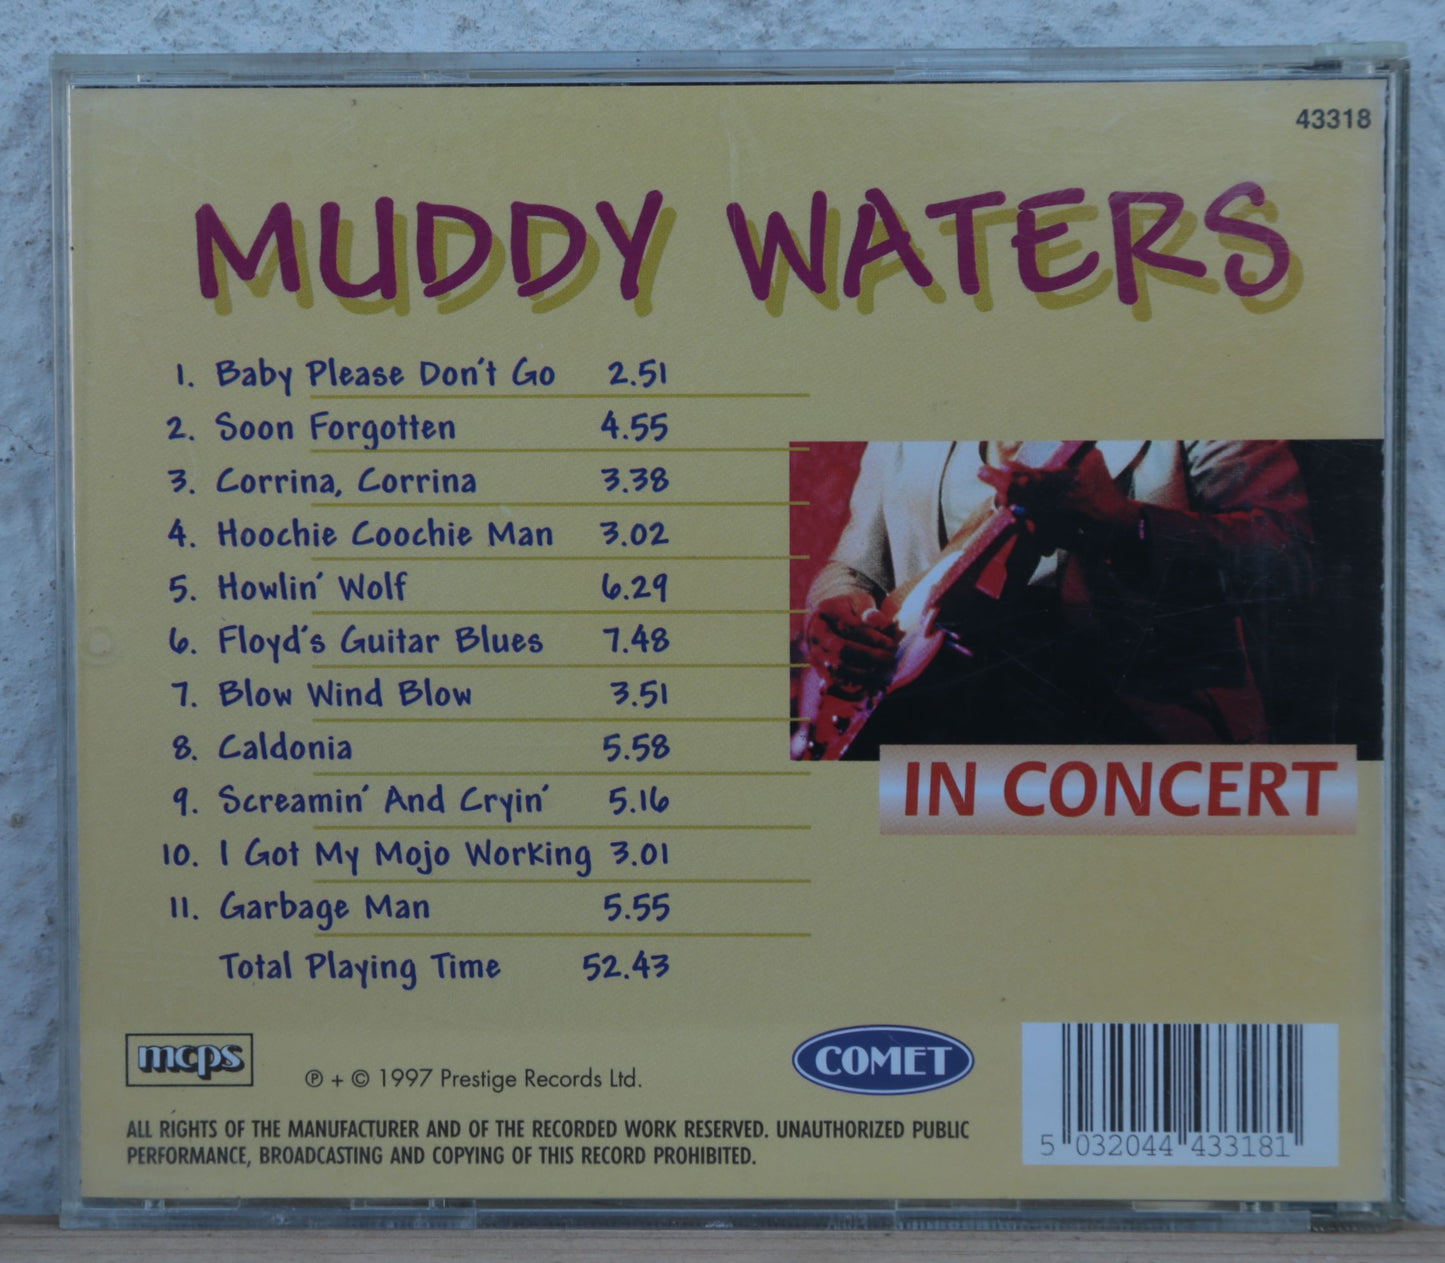 43318
MUDDY WATERS
1. Baby Please Don't Go 2.51
2. Soon Forgotten 4.55
3. Corrina, Corrina 3.38
4. Hoochie Coochie Man 3.02
5. Howlin' Wolf 6.29
6. Floyd's Guitar Blues 7.48
7. Blow Wind Blow 3.51
8. Caldonia 5.58
9. Screamin' And Cryin' 5.16
10. I Got My Mojo Working 3.01
11. Garbage Man 5.55
Total Playing Time 52.43
IN CONCERT
mcps
℗ + © 1997 Prestige Records Ltd.
COMET
ALL RIGHTS OF THE MANUFACTURER AND OF THE RECORDED WORK RESERVED. UNAUTHORIZED PUBLIC
PERFORMANCE, BROADCASTING AND COPYING OF THIS RECORD PROHIBITED.
5 032044 433181